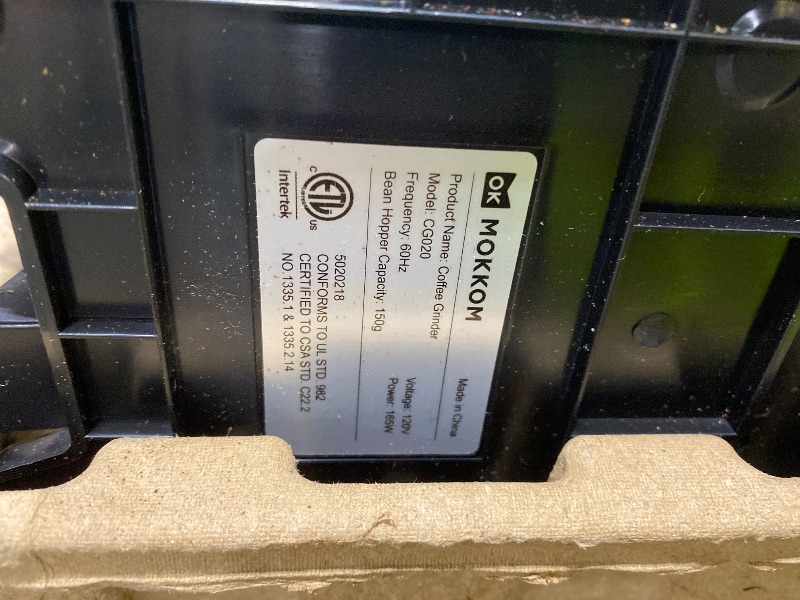 OK MOKKOM
Product Name: Coffee Grinder
Made in China
Model: CG020
Voltage: 120V
Frequency: 60Hz
Power: 165W
Bean Hopper Capacity: 150g
C ETL LISTED US
Intertek
5020218
CONFORMS TO UL STD. 982
CERTIFIED TO CSA STD. C22.2
NO.1335.1 & 1335.2.14